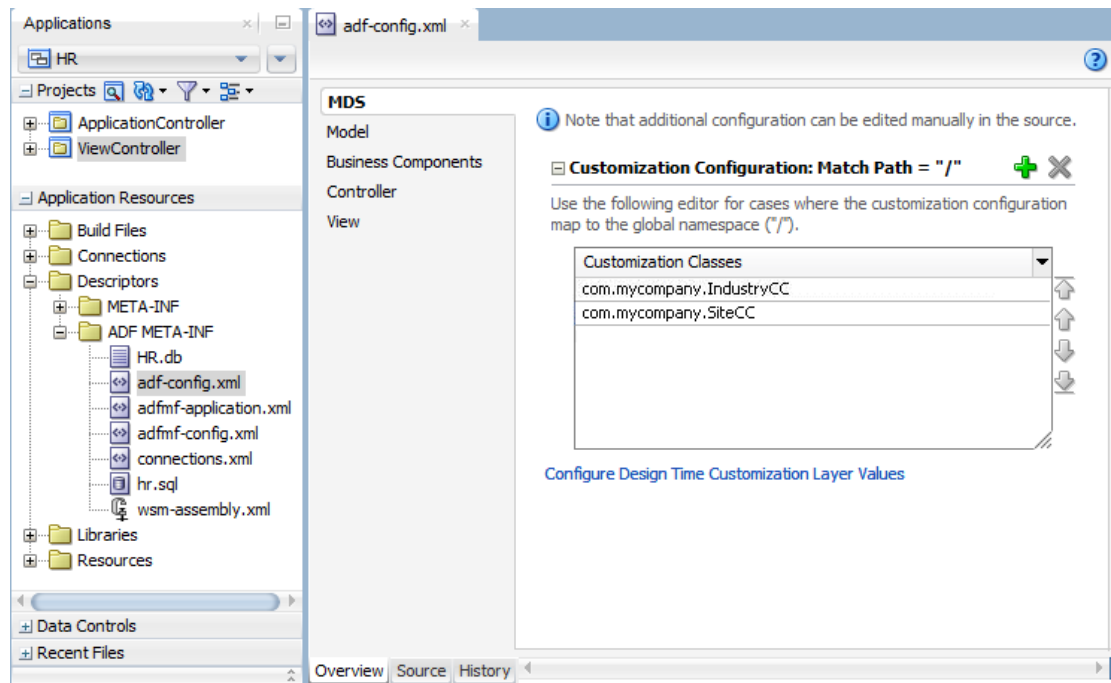 Applications
HR
Projects
ApplicationController
ViewController
Application Resources
Build Files
Connections
Descriptors
META-INF
ADF META-INF
HR.db
adf-config.xml
adfmf-application.xml
adfmf-config.xml
connections.xml
hr.sql
wsm-assembly.xml
Libraries
Resources
Data Controls
Recent Files
adf-config.xml
MDS
Model
Business Components
Controller
View
Note that additional configuration can be edited manually in the source.
Customization Configuration: Match Path = "/"
Use the following editor for cases where the customization configuration
map to the global namespace ("/").
Customization Classes
com.mycompany.IndustryCC
com.mycompany.SiteCC
Configure Design Time Customization Layer Values
Overview Source History